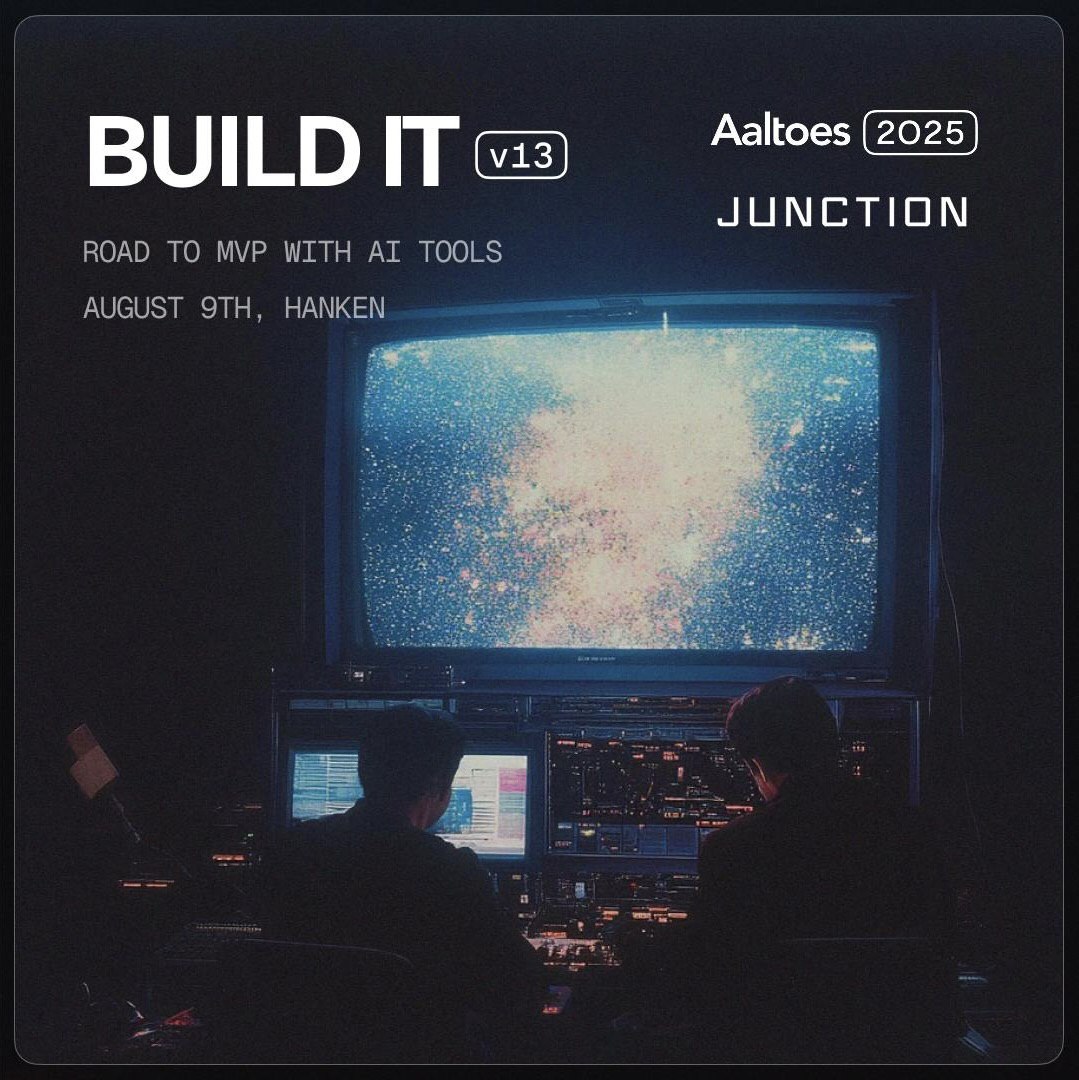 BUILD IT v13
ROAD TO MVP WITH AI TOOLS
AUGUST 9TH, HANKEN
Aaltoes 2025
JUNCTION